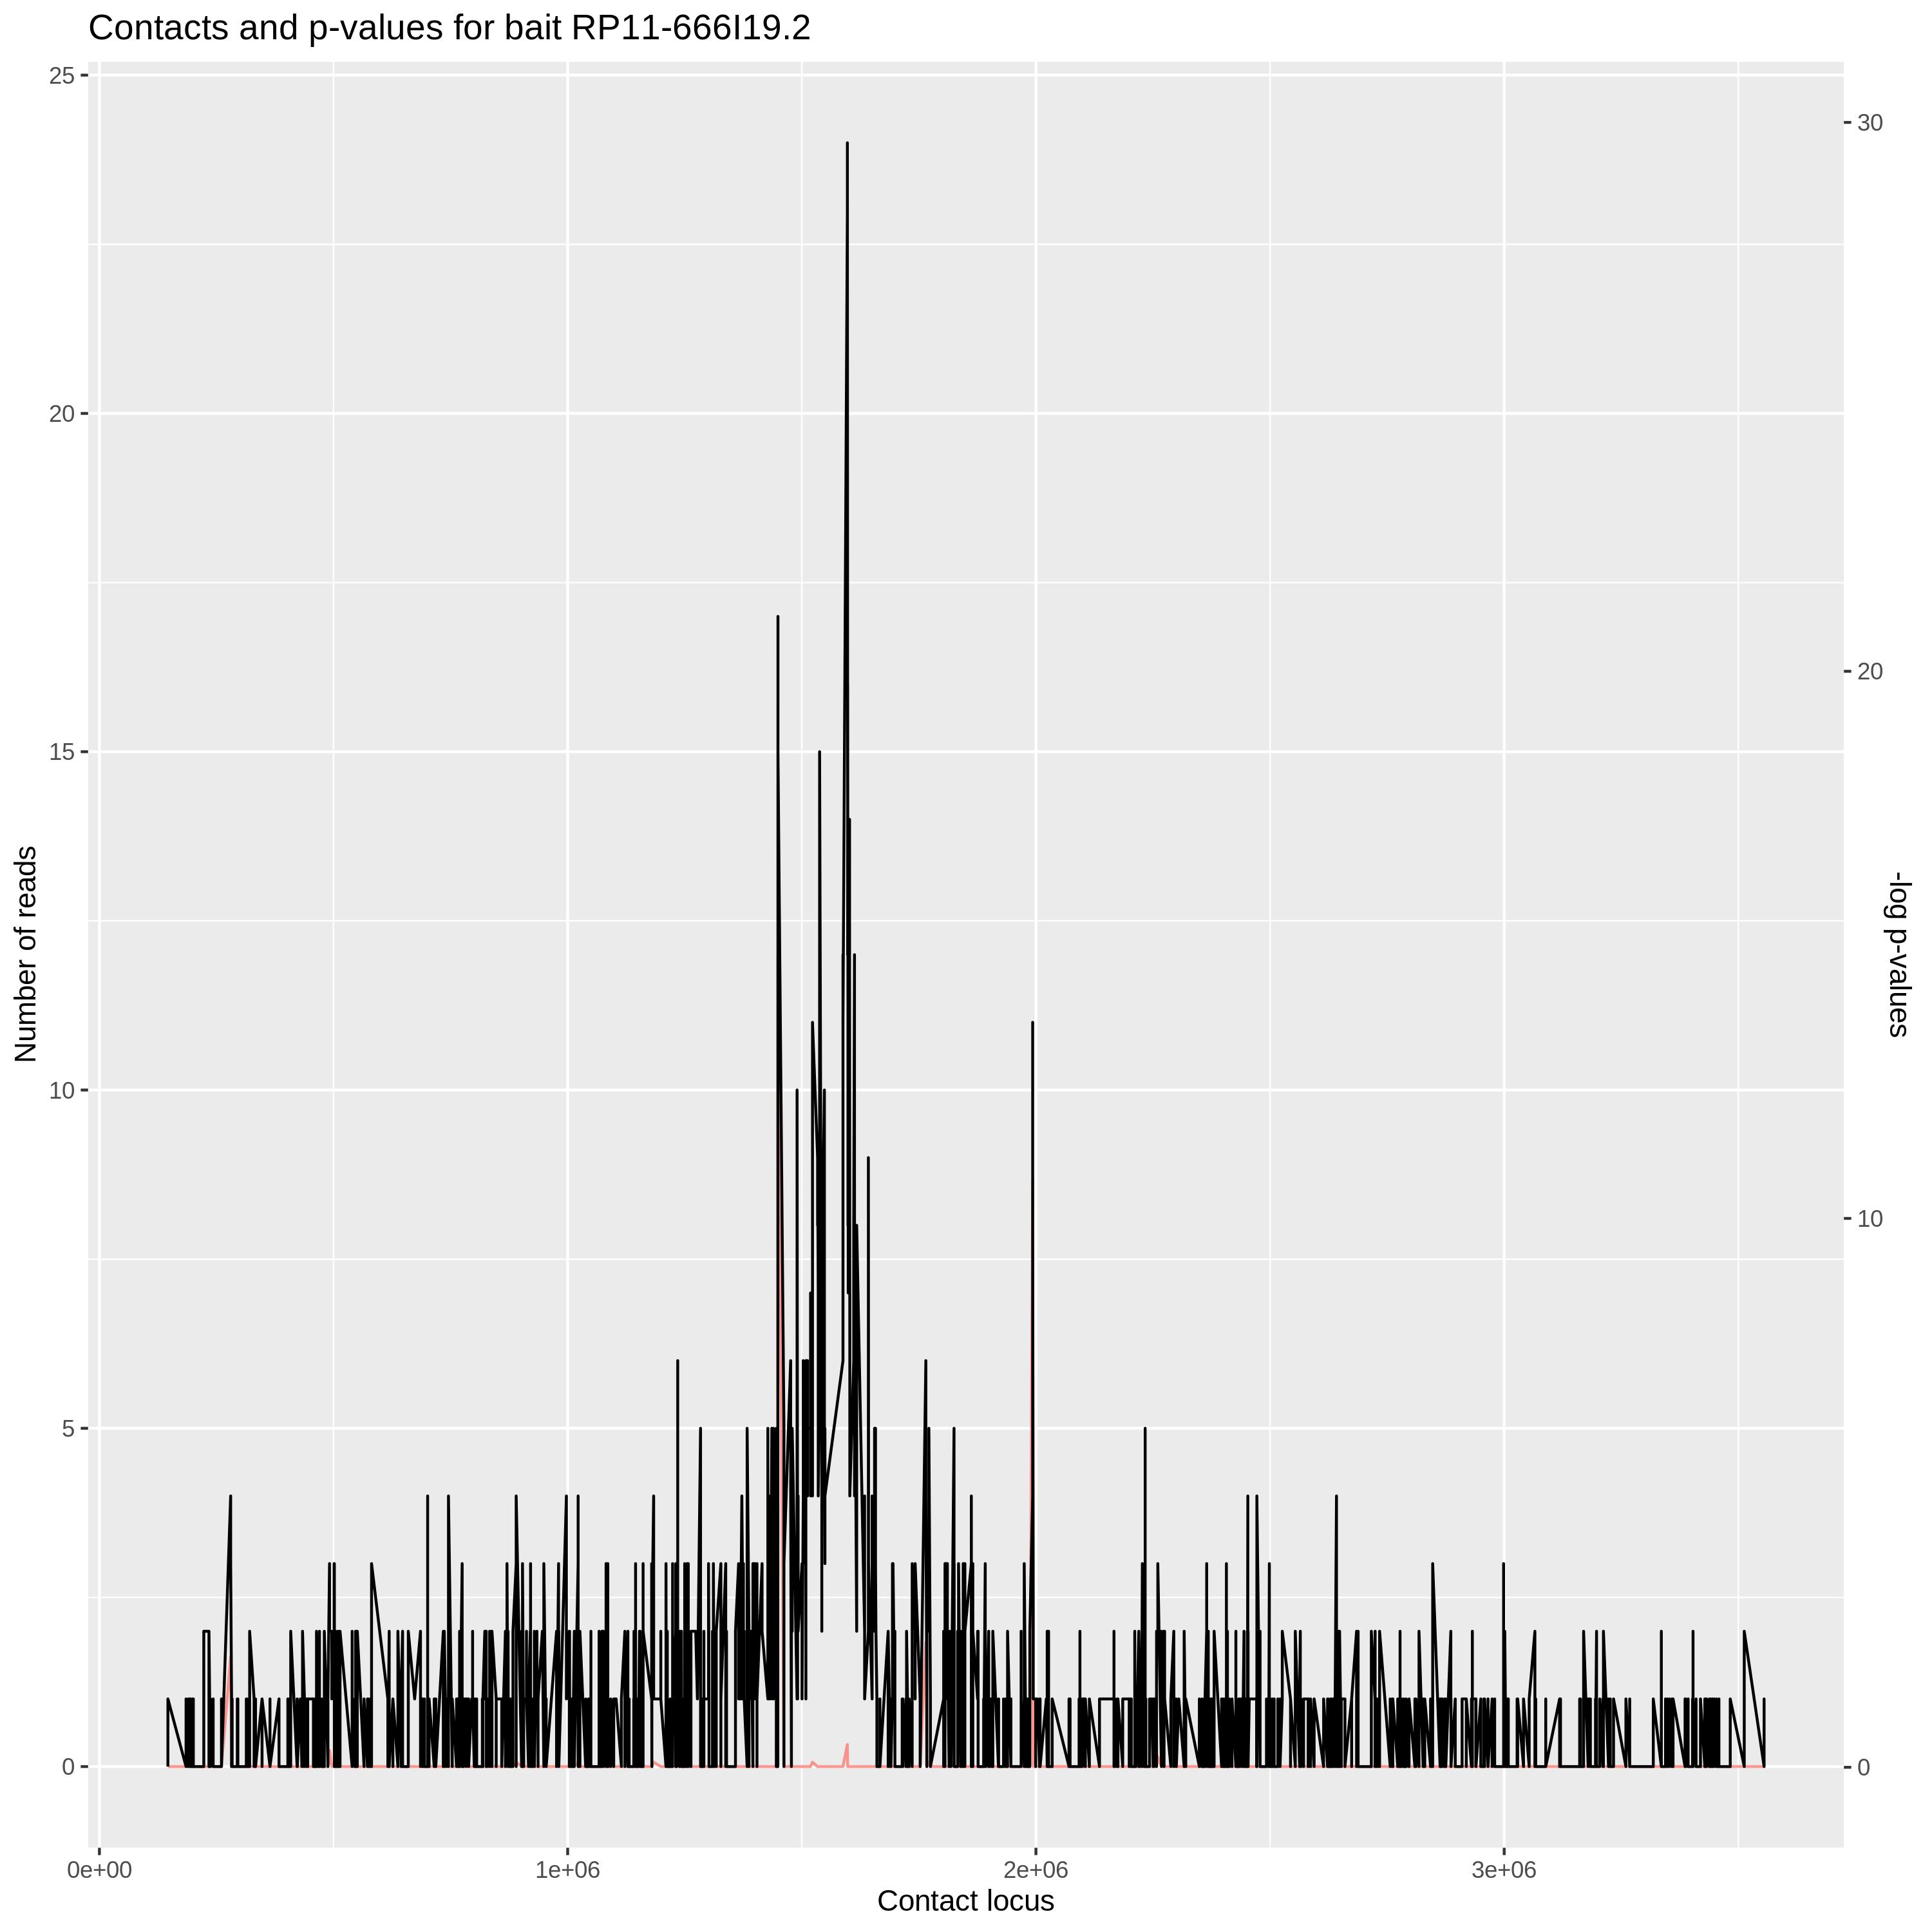 Contacts and p-values for bait RP11-666I19.2
25
20
15
10
5
0
Number of reads
30
20
10
0
-log p-values
0e+00 1e+06 2e+06 3e+06
Contact locus